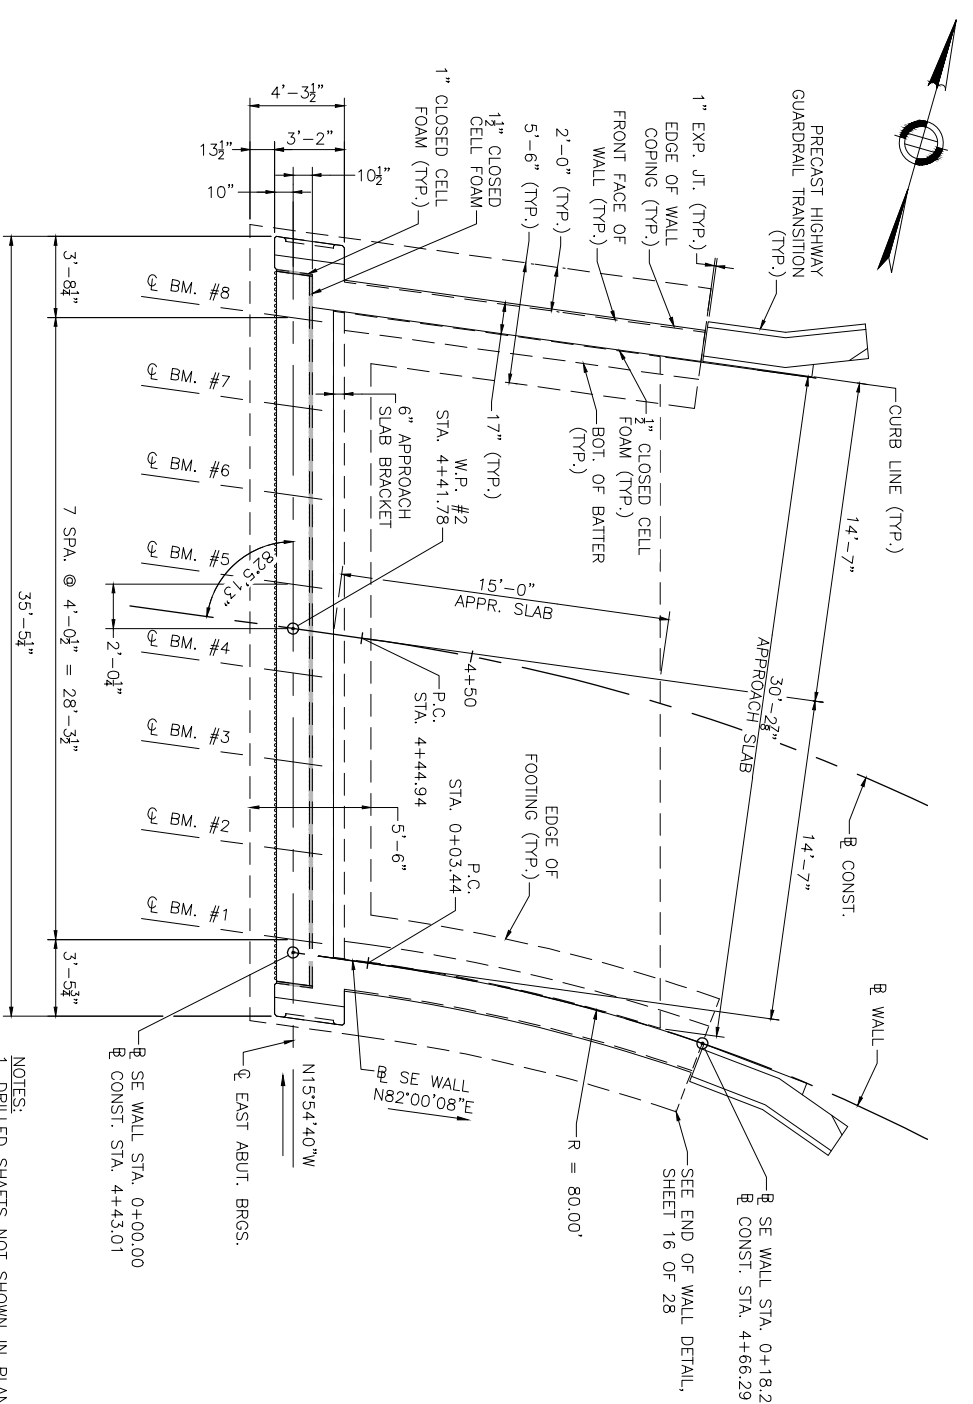 PRECAST HIGHWAY
GUARDRAIL TRANSITION
(TYP.)
1" EXP. JT. (TYP.)
EDGE OF WALL
COPING (TYP.)
FRONT FACE OF
WALL (TYP.)
2'-0" (TYP.)
5'-6" (TYP.)
1½" CLOSED
CELL FOAM
1" CLOSED CELL
FOAM (TYP.)
4'-3½"
3'-2"
13½"
10"
10½"
CURB LINE (TYP.)
14'-7"
30'-2⅞"
APPROACH SLAB
14'-7"
½" CLOSED CELL
FOAM (TYP.)
BOT. OF BATTER
(TYP.)
17" (TYP.)
6" APPROACH
SLAB BRACKET
W.P. #2
STA. 4+41.78
15'-0"
APPR. SLAB
4+50
P.C.
STA. 4+44.94
P.C.
STA. 0+03.44
EDGE OF
FOOTING (TYP.)
5'-6"
℄ CONST.
℄ WALL
3'-8¼"
℄ BM. #8
℄ BM. #7
℄ BM. #6
℄ BM. #5
℄ BM. #4
℄ BM. #3
℄ BM. #2
℄ BM. #1
82°5'13"
2'-0¼"
7 SPA. @ 4'-0½" = 28'-3½"
3'-5¾"
35'-5¼"
℄ SE WALL
N82°00'08"E
R = 80.00'
SEE END OF WALL DETAIL,
SHEET 16 OF 28
℄ SE WALL STA. 0+18.2
℄ CONST. STA. 4+66.29
N15°54'40"W
℄ EAST ABUT. BRGS.
℄ SE WALL STA. 0+00.00
℄ CONST. STA. 4+43.01
NOTES:
1. DRILLED SHAFTS NOT SHOWN IN PLAN